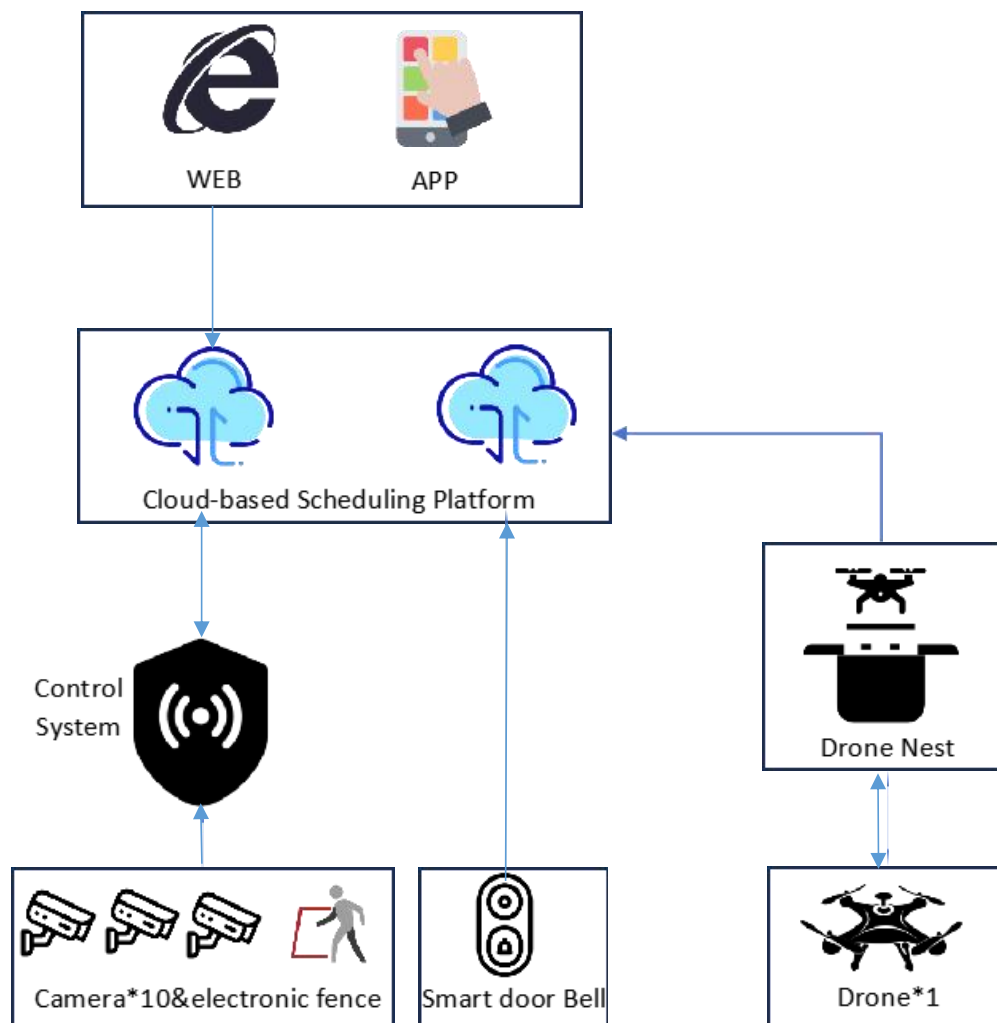 WEB
APP
Cloud-based Scheduling Platform
Control
System
Drone Nest
Camera*10&electronic fence
Smart door Bell
Drone*1